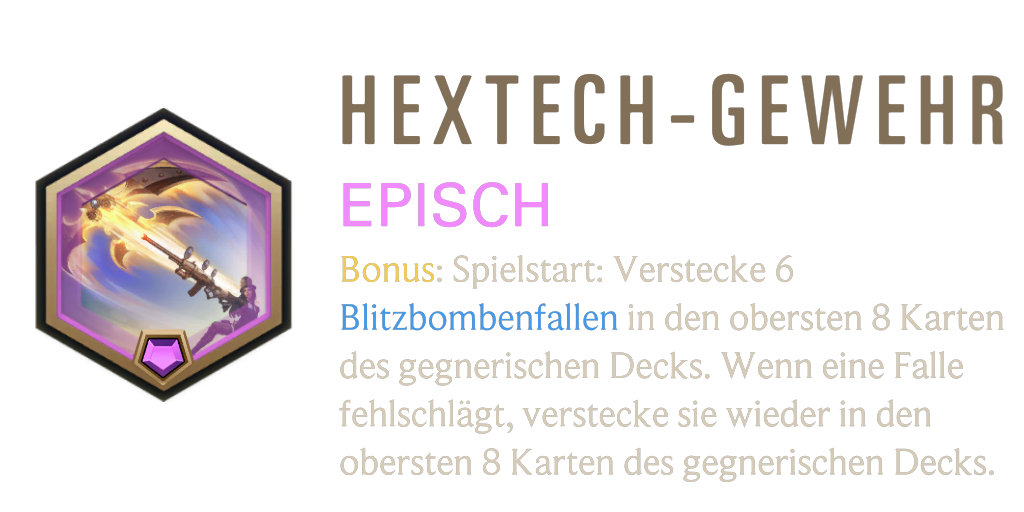 HEXTECH-GEWEHR
EPISCH
Bonus: Spielstart: Verstecke 6
Blitzbombenfallen in den obersten 8 Karten
des gegnerischen Decks. Wenn eine Falle
fehlschlägt, verstecke sie wieder in den
obersten 8 Karten des gegnerischen Decks.